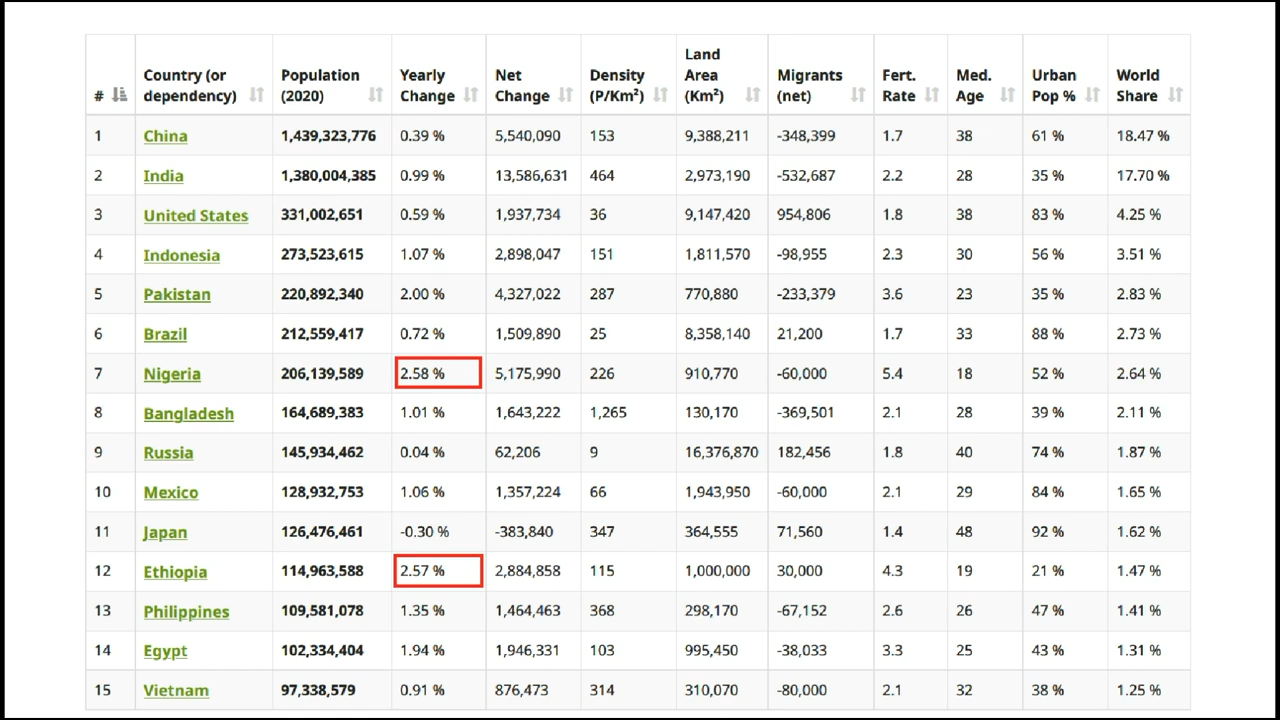 # Country (or dependency) Population (2020) Yearly Change Net Change Density (P/Km²) Land Area (Km²) Migrants (net) Fert. Rate Med. Age Urban Pop % World Share
1 China 1,439,323,776 0.39 % 5,540,090 153 9,388,211 -348,399 1.7 38 61 % 18.47 %
2 India 1,380,004,385 0.99 % 13,586,631 464 2,973,190 -532,687 2.2 28 35 % 17.70 %
3 United States 331,002,651 0.59 % 1,937,734 36 9,147,420 954,806 1.8 38 83 % 4.25 %
4 Indonesia 273,523,615 1.07 % 2,898,047 151 1,811,570 -98,955 2.3 30 56 % 3.51 %
5 Pakistan 220,892,340 2.00 % 4,327,022 287 770,880 -233,379 3.6 23 35 % 2.83 %
6 Brazil 212,559,417 0.72 % 1,509,890 25 8,358,140 21,200 1.7 33 88 % 2.73 %
7 Nigeria 206,139,589 2.58 % 5,175,990 226 910,770 -60,000 5.4 18 52 % 2.64 %
8 Bangladesh 164,689,383 1.01 % 1,643,222 1,265 130,170 -369,501 2.1 28 39 % 2.11 %
9 Russia 145,934,462 0.04 % 62,206 9 16,376,870 182,456 1.8 40 74 % 1.87 %
10 Mexico 128,932,753 1.06 % 1,357,224 66 1,943,950 -60,000 2.1 29 84 % 1.65 %
11 Japan 126,476,461 -0.30 % -383,840 347 364,555 71,560 1.4 48 92 % 1.62 %
12 Ethiopia 114,963,588 2.57 % 2,884,858 115 1,000,000 30,000 4.3 19 21 % 1.47 %
13 Philippines 109,581,078 1.35 % 1,464,463 368 298,170 -67,152 2.6 26 47 % 1.41 %
14 Egypt 102,334,404 1.94 % 1,946,331 103 995,450 -38,033 3.3 25 43 % 1.31 %
15 Vietnam 97,338,579 0.91 % 876,473 314 310,070 -80,000 2.1 32 38 % 1.25 %